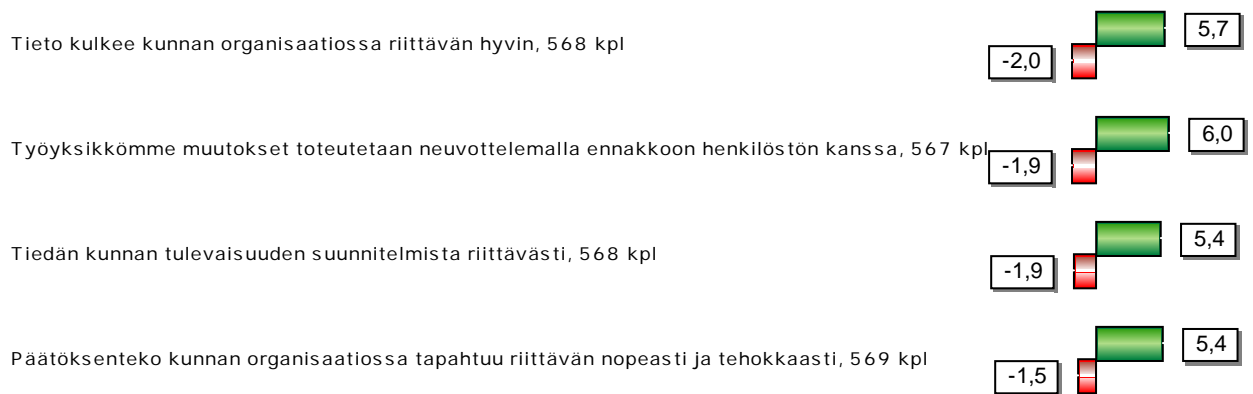 Tieto kulkee kunnan organisaatiossa riittävän hyvin, 568 kpl
5,7
-2,0
Työyksikkömme muutokset toteutetaan neuvottelemalla ennakkoon henkilöstön kanssa, 567 kpl
6,0
-1,9
Tiedän kunnan tulevaisuuden suunnitelmista riittävästi, 568 kpl
5,4
-1,9
Päätöksenteko kunnan organisaatiossa tapahtuu riittävän nopeasti ja tehokkaasti, 569 kpl
5,4
-1,5